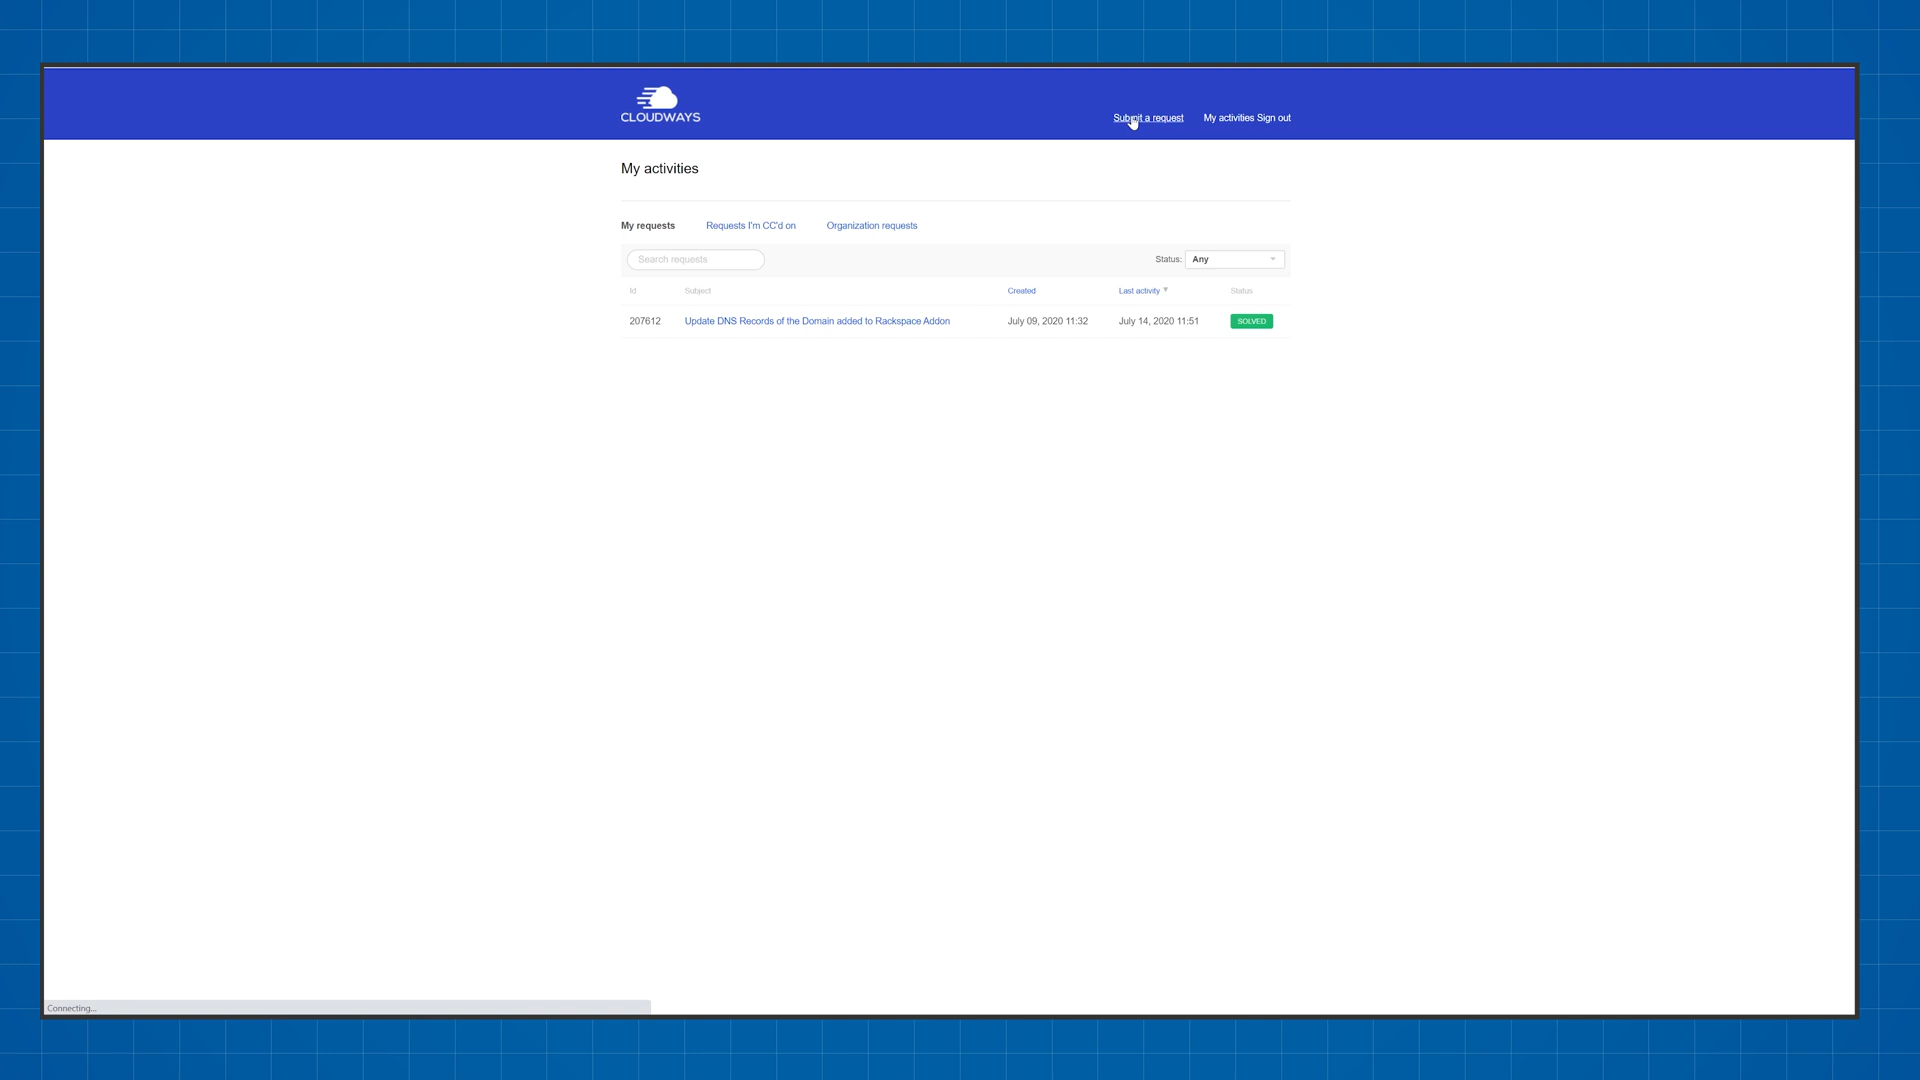 CLOUDWAYS
Submit a request My activities Sign out
My activities
My requests Requests I'm CC'd on Organization requests
Search requests Status: Any
Id Subject Created Last activity Status
207612 Update DNS Records of the Domain added to Rackspace Addon July 09, 2020 11:32 July 14, 2020 11:51 SOLVED
Connecting...